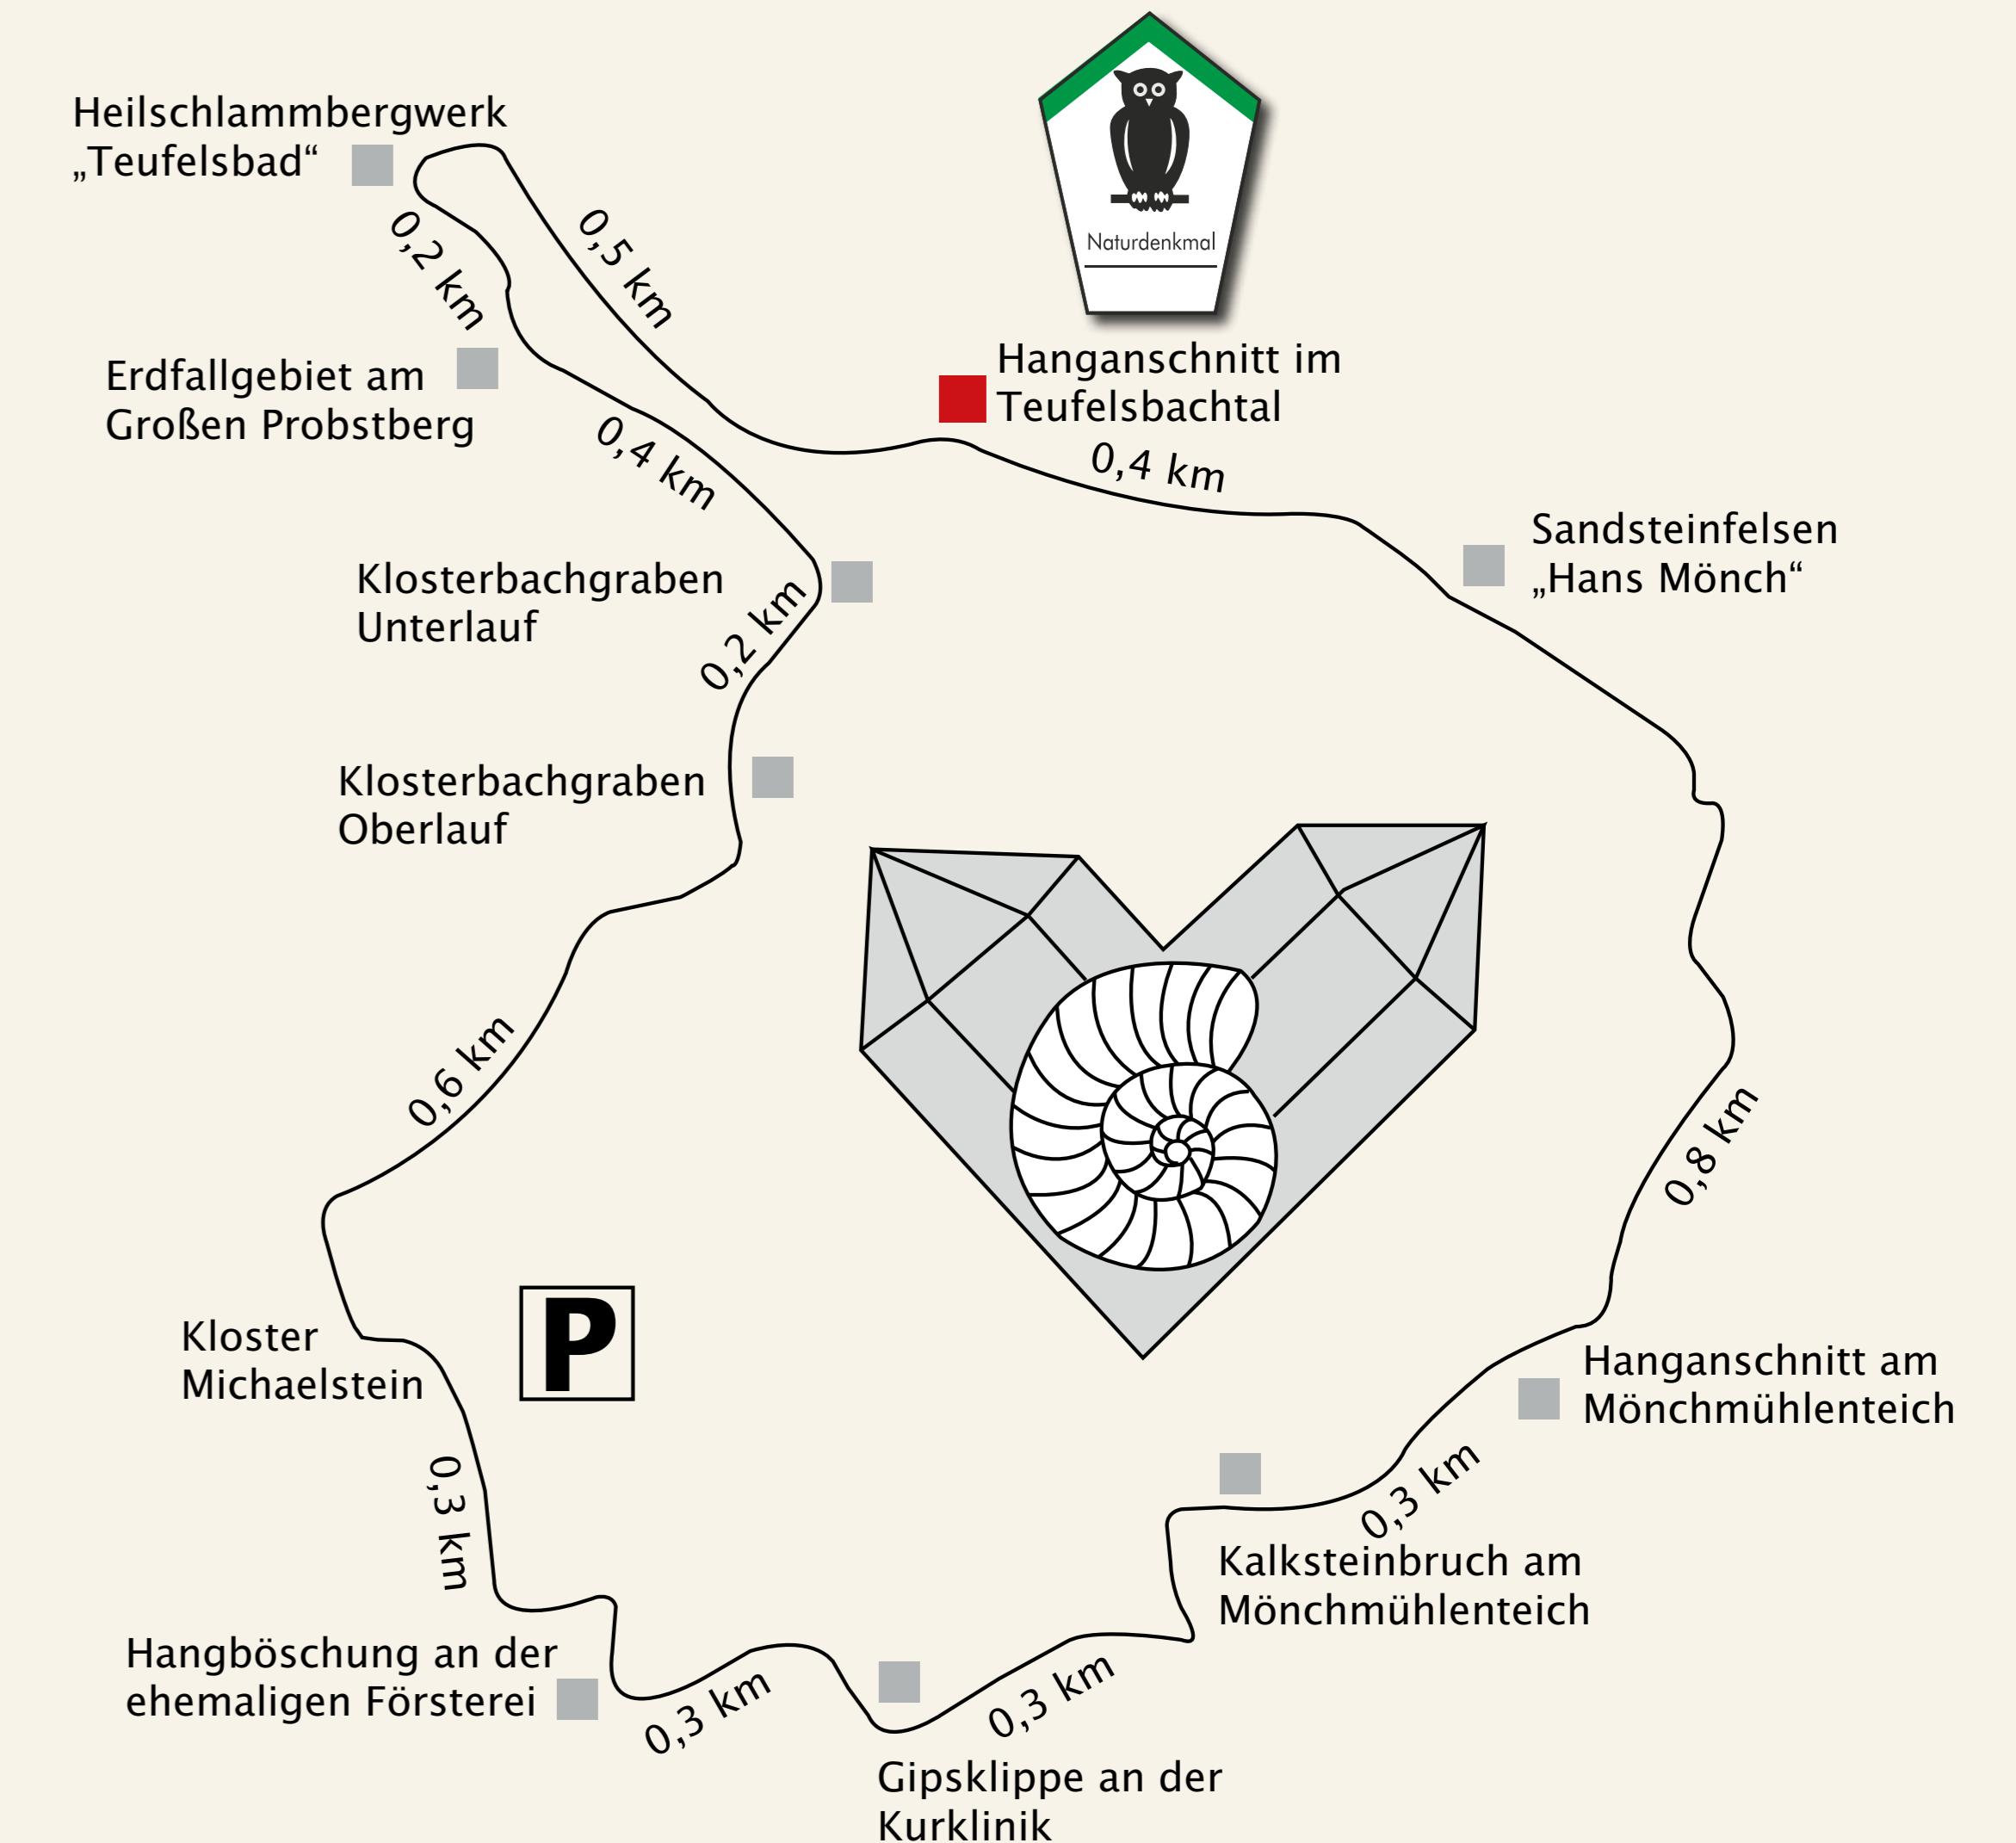 Heilschlammbergwerk
„Teufelsbad“
0,2 km
0,5 km
Naturdenkmal
Hanganschnitt im
Teufelsbachtal
0,4 km
Erdfallgebiet am
Großen Probstberg
0,4 km
Sandsteinfelsen
„Hans Mönch“
Klosterbachgraben
Unterlauf
0,2 km
Klosterbachgraben
Oberlauf
0,6 km
0,8 km
Kloster
Michaelstein
P
Hanganschnitt am
Mönchmühlenteich
0,3 km
0,3 km
Kalksteinbruch am
Mönchmühlenteich
Hangböschung an der
ehemaligen Försterei
0,3 km
0,3 km
Gipsklippe an der
Kurklinik